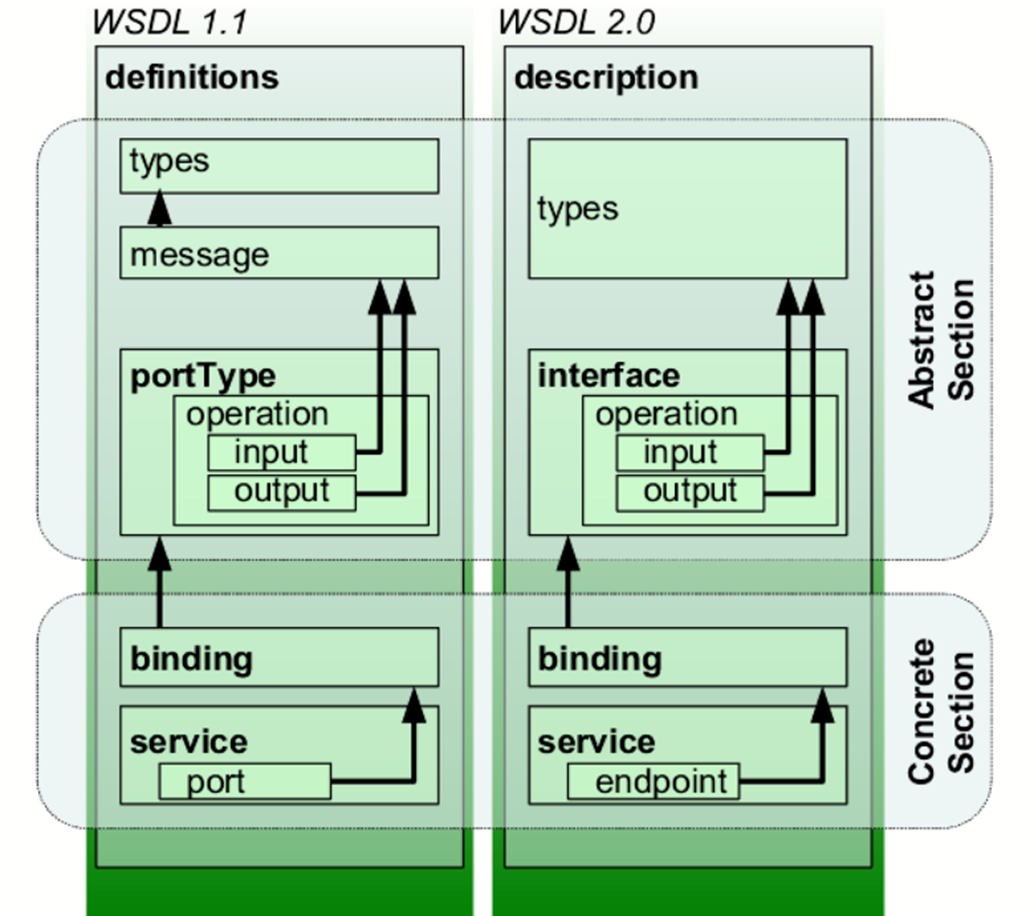 WSDL 1.1
definitions
types
message
portType
operation
input
output
binding
service
port
WSDL 2.0
description
types
interface
operation
input
output
binding
service
endpoint
Abstract
Section
Concrete
Section